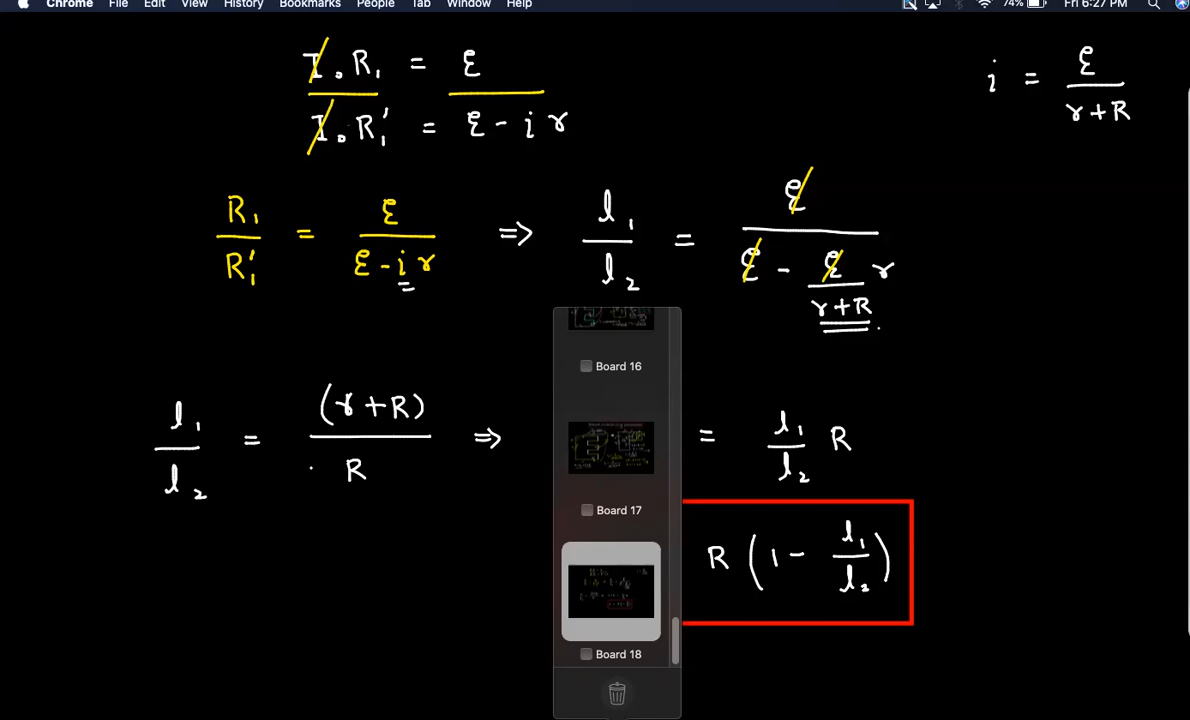 Chrome File Edit View History Bookmarks People Tab Window Help 74% Fri 6:27 PM
I . R₁ = ε
I . R₁' = ε - i r
i = ε / (r + R)
R₁ / R₁' = ε / (ε - i r) ⇒ l₁ / l₂ = ε / (ε - ε / (r + R) r)
Board 16
l₁ / l₂ = (r + R) / R ⇒ = l₁ / l₂ R
Board 17
R (1 - l₁ / l₂)
Board 18